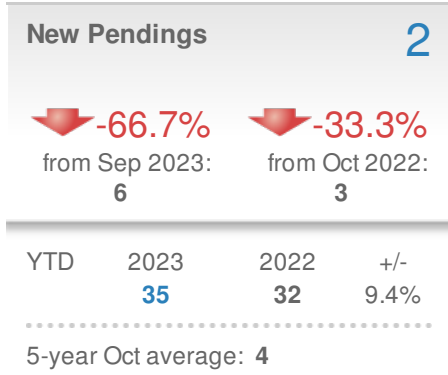 New Pendings 2
-66.7% -33.3%
from Sep 2023: from Oct 2022:
6 3
YTD 2023 2022 +/-
35 32 9.4%
5-year Oct average: 4